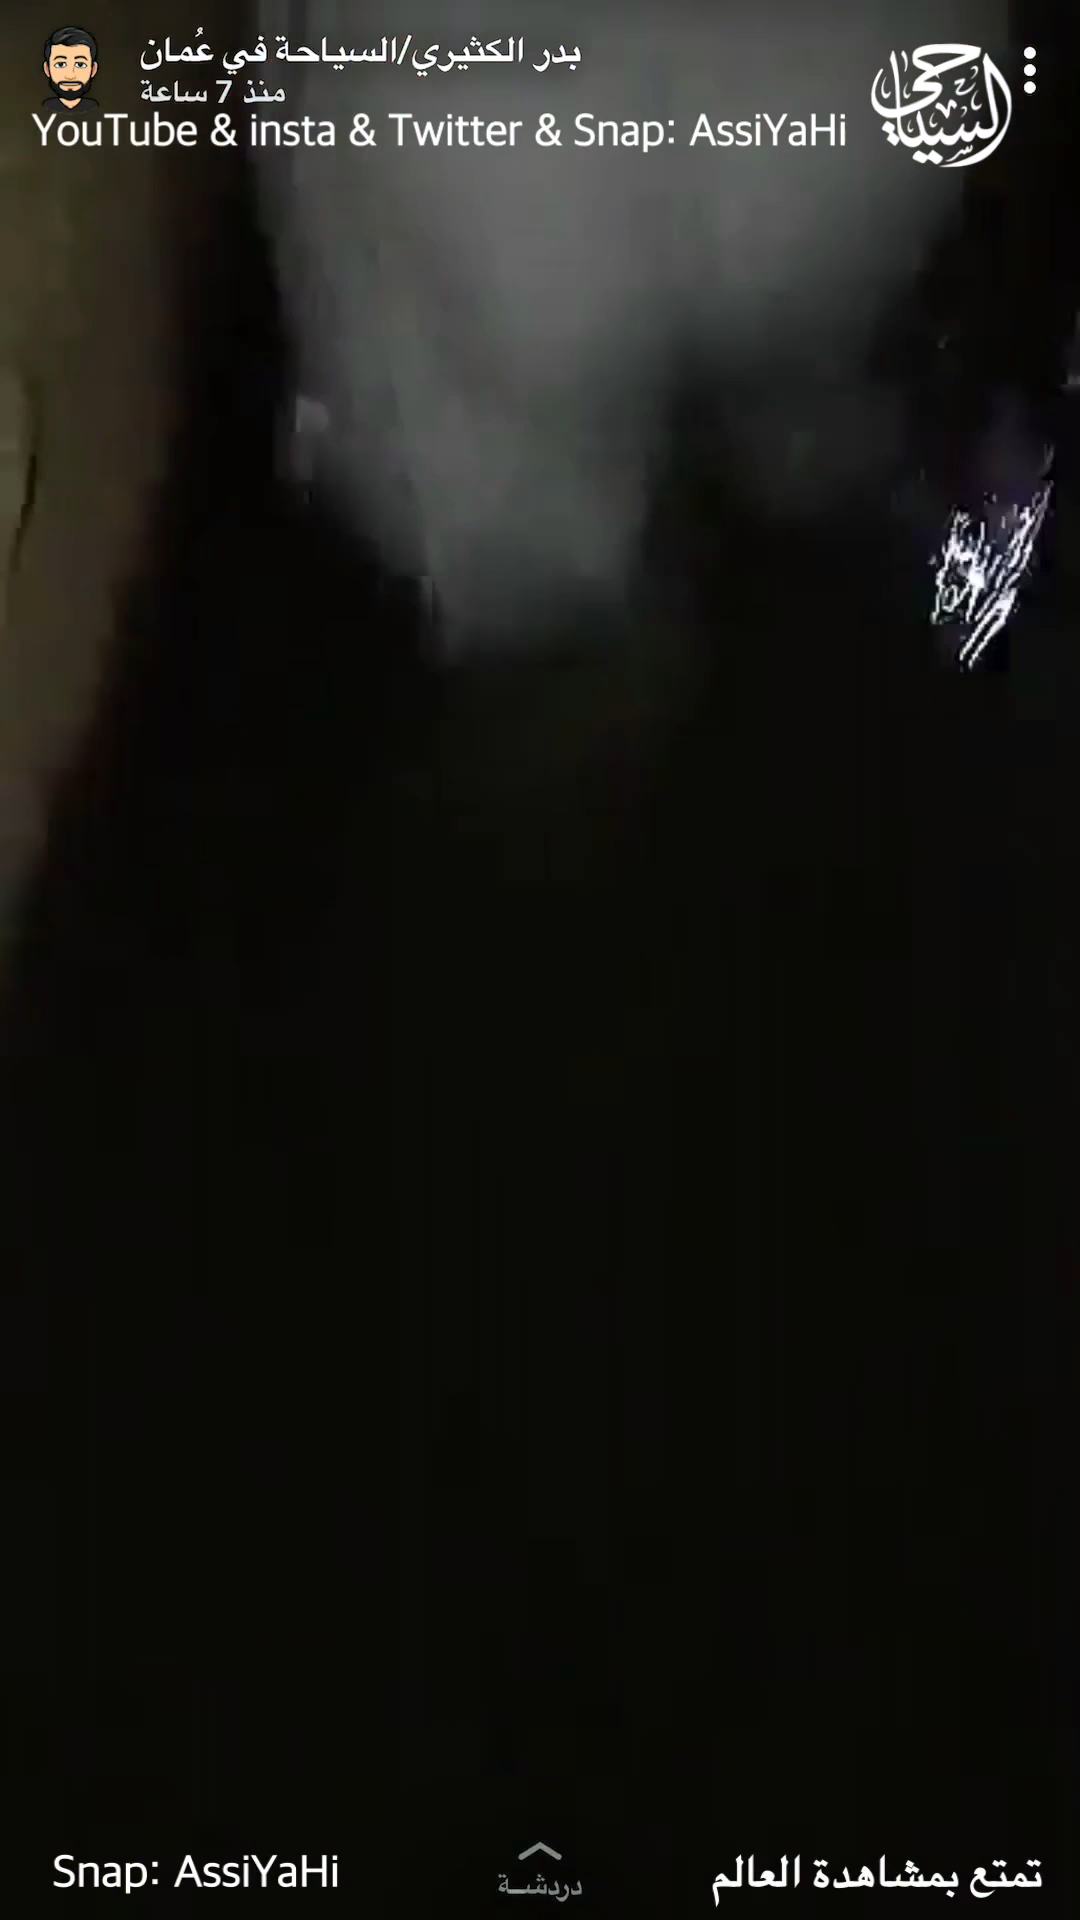 بدر الكثيري/السياحة في عُمان
منذ 7 ساعة
YouTube & insta & Twitter & Snap: AssiYaHi
السياحي
Snap: AssiYaHi
دردشة
تمتع بمشاهدة العالم